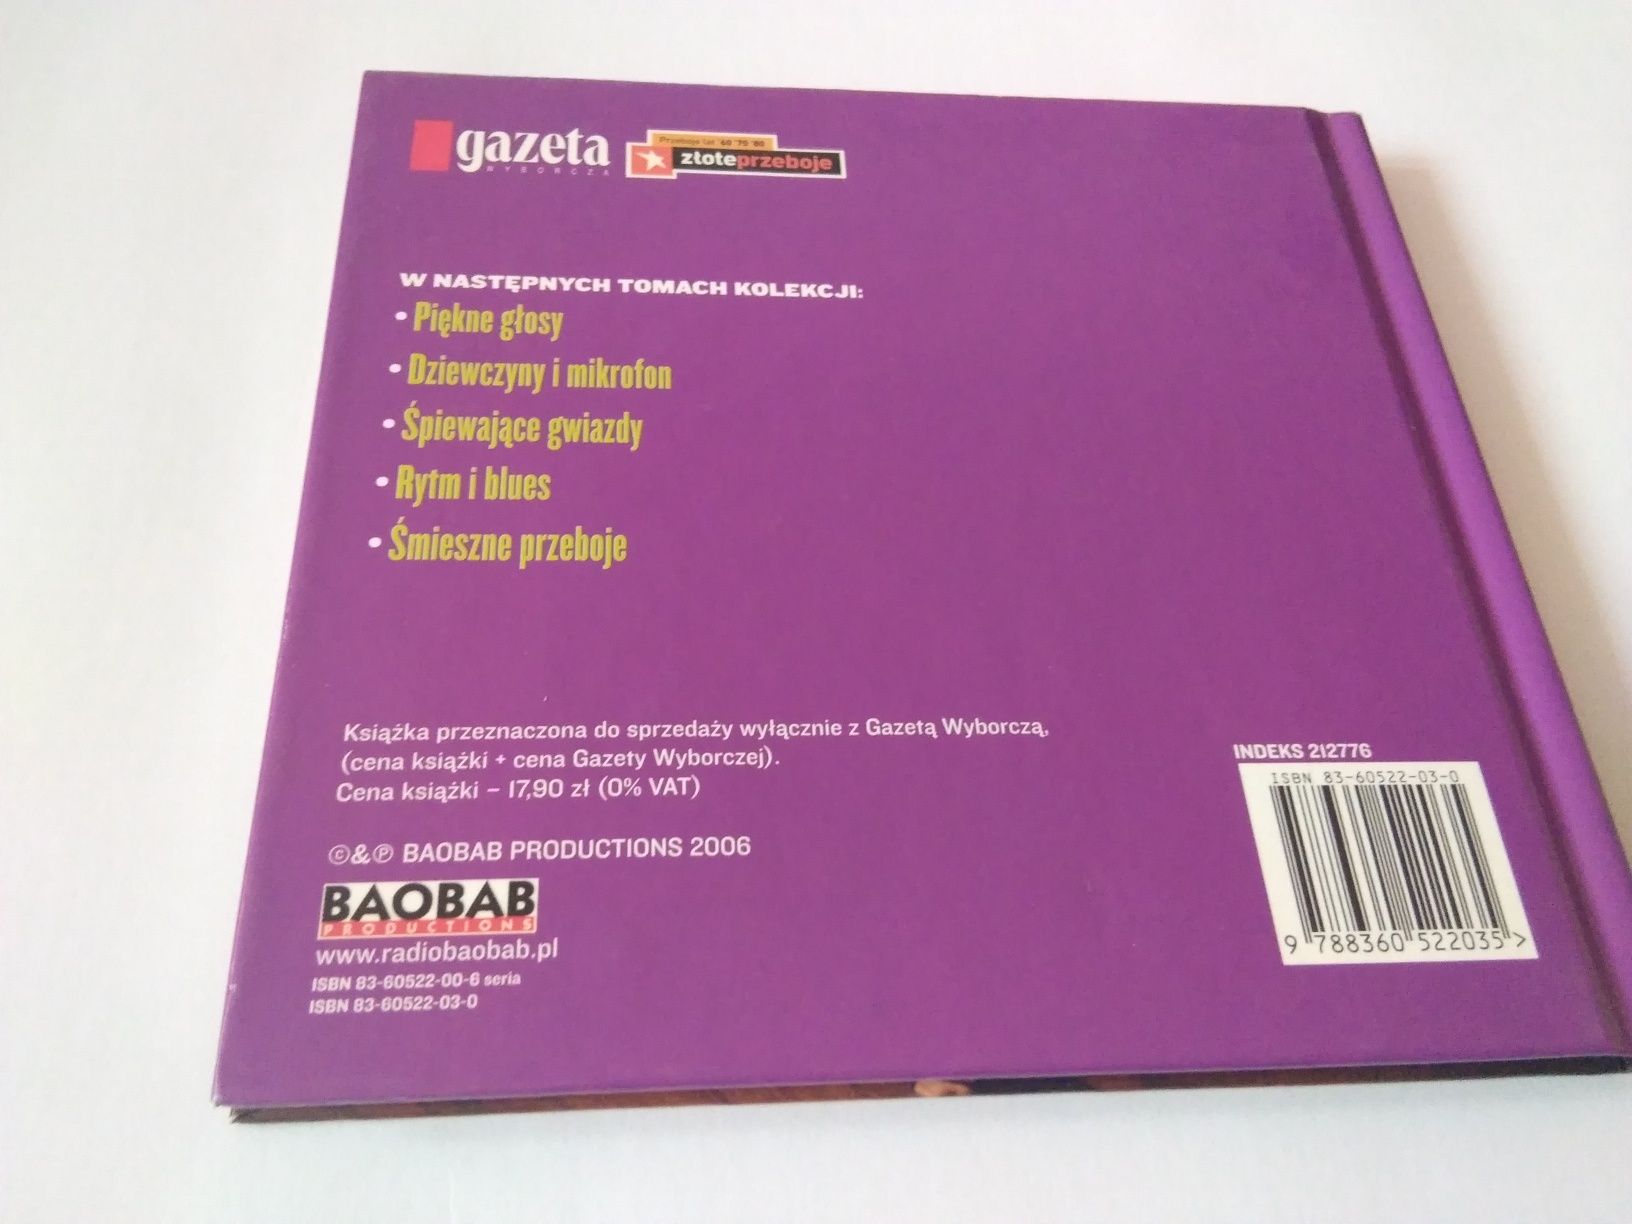 gazeta
WYBORCZA
Przeboje lat '60 '70 '80
złoteprzeboje
W NASTĘPNYCH TOMACH KOLEKCJI:
• Piękne głosy
• Dziewczyny i mikrofon
• Śpiewające gwiazdy
• Rytm i blues
• Śmieszne przeboje
Książka przeznaczona do sprzedaży wyłącznie z Gazetą Wyborczą,
(cena książki + cena Gazety Wyborczej).
Cena książki – 17,90 zł (0% VAT)
©&℗ BAOBAB PRODUCTIONS 2006
BAOBAB
PRODUCTIONS
www.radiobaobab.pl
ISBN 83-60522-00-6 seria
ISBN 83-60522-03-0
INDEKS 212776
ISBN 83-60522-03-0
9 788360 522035 >